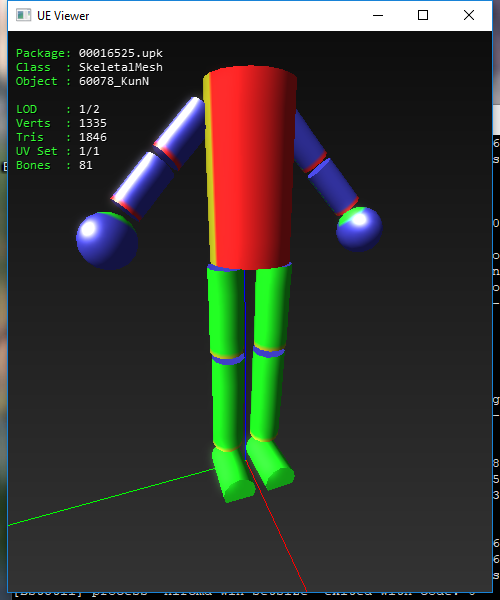 UE Viewer
Package: 00016525.upk
Class  : SkeletalMesh
Object : 60078_KunN
LOD    : 1/2
Verts  : 1335
Tris   : 1846
UV Set : 1/1
Bones  : 81